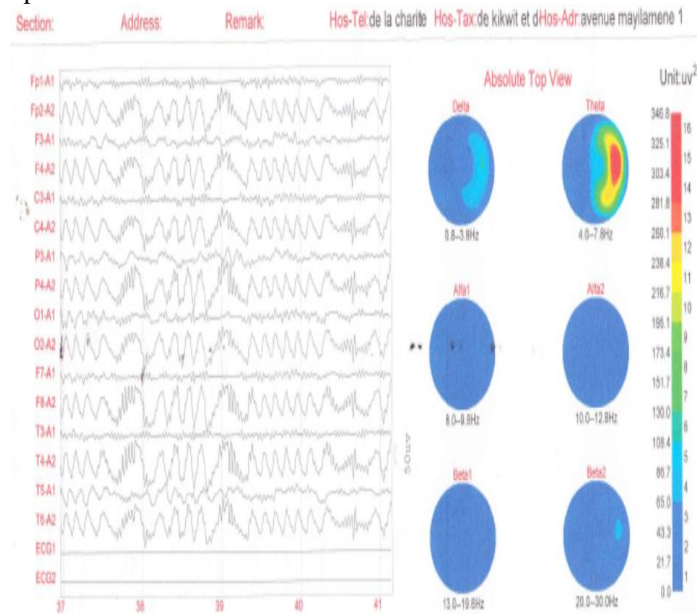 Section: Address: Remark: Hos-Tel:de la charite Hos-Tax:de kikwit et dHos-Adr:avenue mayilamene 1
Fp1-A1
Fp2-A2
F3-A1
F4-A2
C3-A1
C4-A2
P3-A1
P4-A2
O1-A1
O2-A2
F7-A1
F8-A2
T3-A1
T4-A2
T5-A1
T6-A2
ECG1
ECG2
37 38 39 40 41
Absolute Top View Unit:uv²
Delta Theta
0.8--3.8Hz 4.0--7.8Hz
Alfa1 Alfa2
8.0--9.8Hz 10.0--12.8Hz
Beta1 Beta2
13.0--19.8Hz 20.0--30.0Hz
346.8 16
325.1 15
303.4 14
281.8 13
260.1 12
238.4 11
216.7 10
195.1 9
173.4 8
151.7 7
130.0 6
108.4 5
86.7 4
65.0 3
43.3 2
21.7 1
0.0